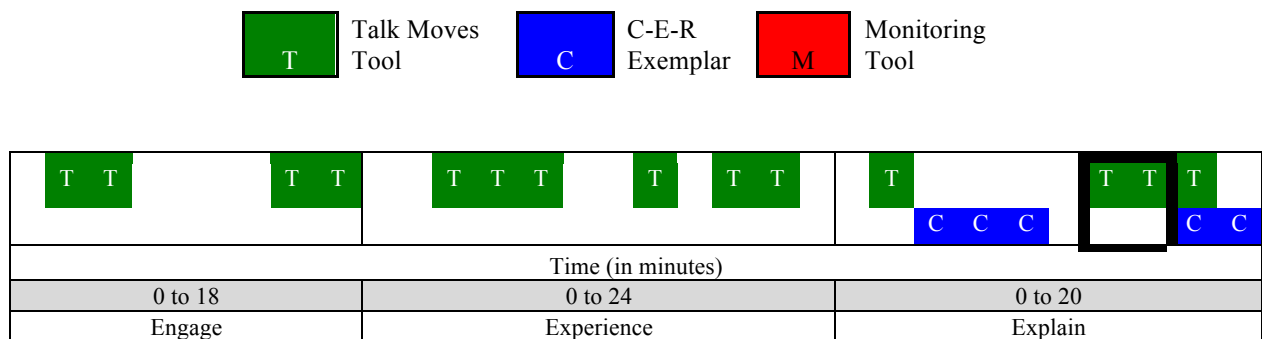 T Talk Moves Tool
C C-E-R Exemplar
M Monitoring Tool
T T T T T T T T T T T T T T
C C C C C
Time (in minutes)
0 to 18 0 to 24 0 to 20
Engage Experience Explain